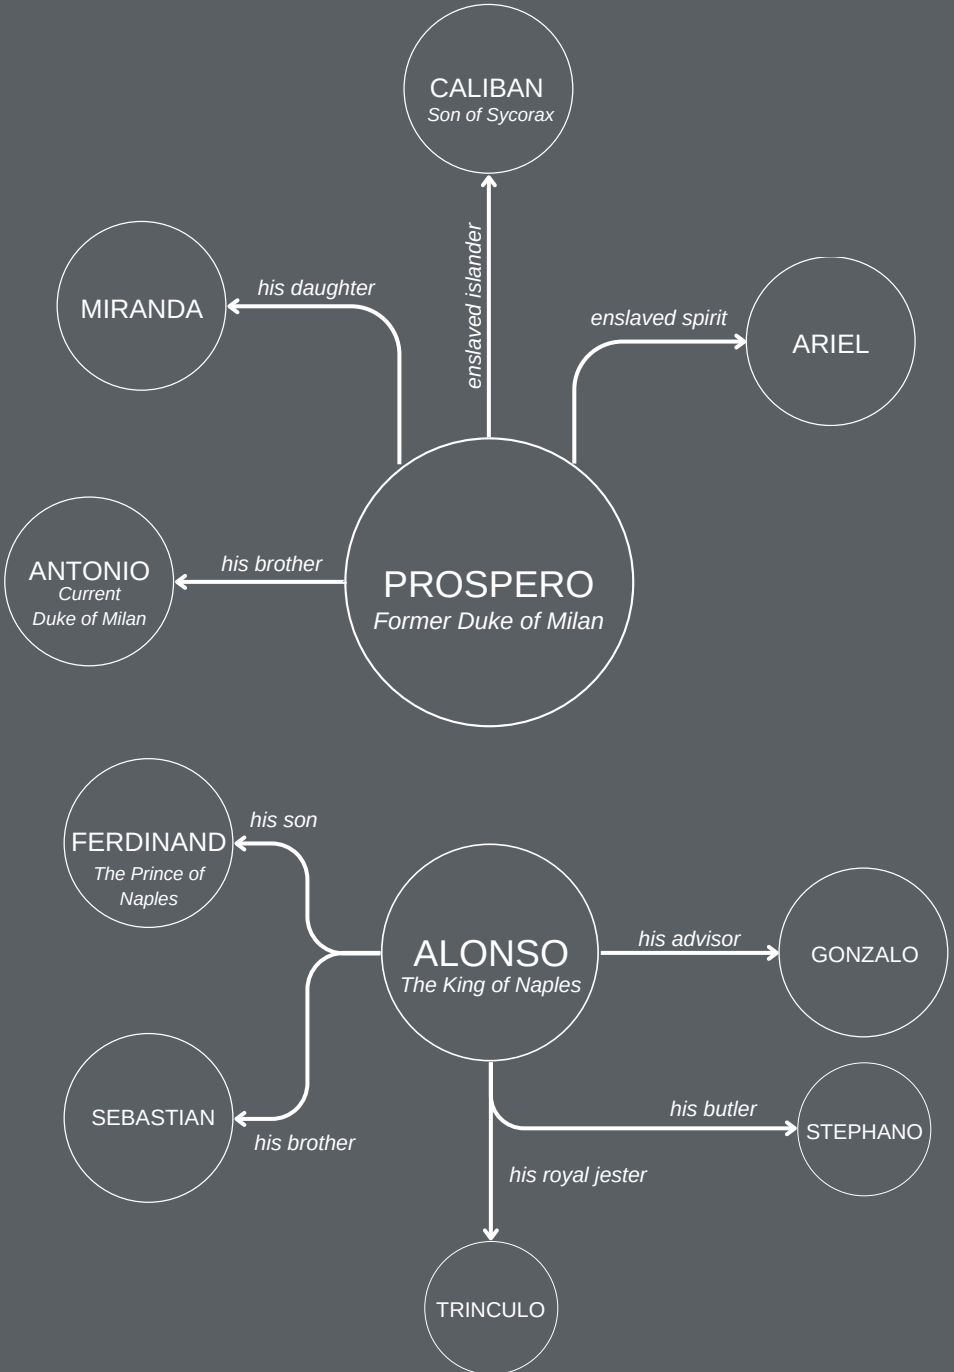 CALIBAN
Son of Sycorax
enslaved islander
his daughter
MIRANDA
enslaved spirit
ARIEL
his brother
ANTONIO
Current
Duke of Milan
PROSPERO
Former Duke of Milan
his son
FERDINAND
The Prince of
Naples
ALONSO
The King of Naples
his advisor
GONZALO
SEBASTIAN
his brother
his butler
STEPHANO
his royal jester
TRINCULO